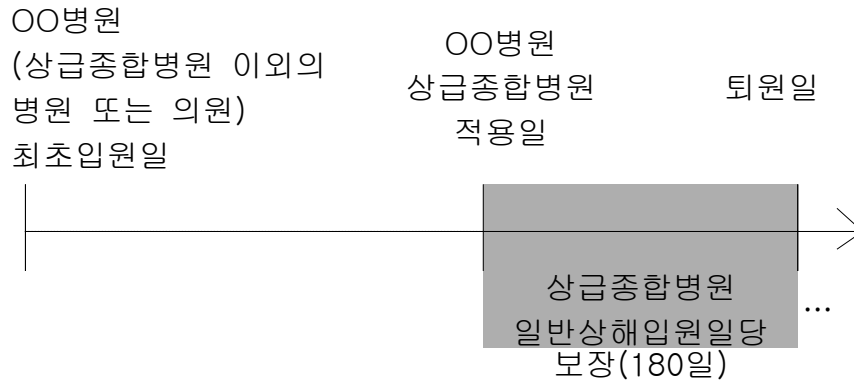 OO병원
(상급종합병원 이외의
병원 또는 의원)
최초입원일
OO병원
상급종합병원
적용일
퇴원일
상급종합병원
일반상해입원일당
보장(180일)
...